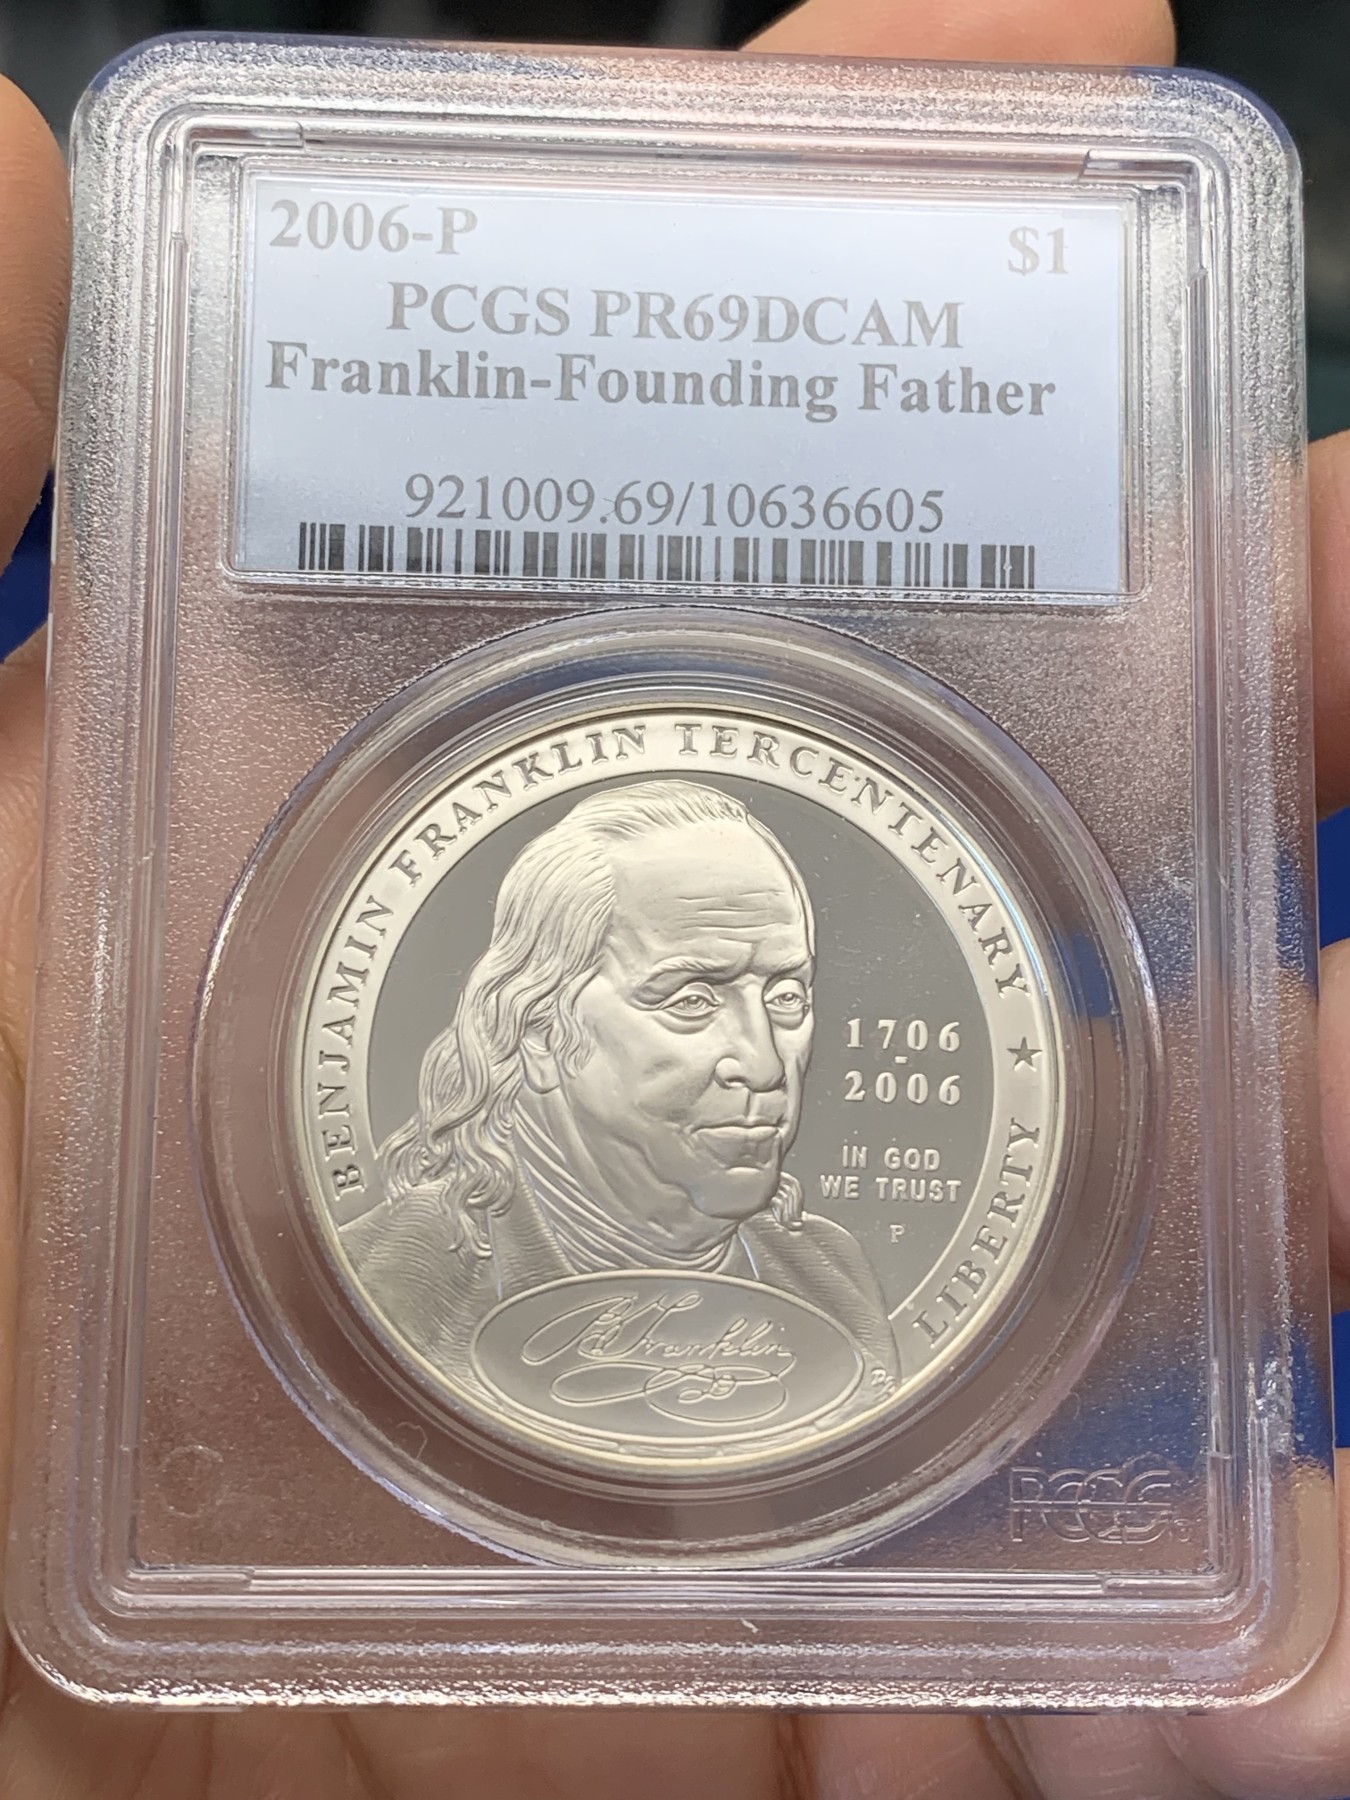 2006-P $1
PCGS PR69DCAM
Franklin-Founding Father
921009.69/10636605
BENJAMIN FRANKLIN TERCENTENARY ★ LIBERTY
1706
-
2006
IN GOD
WE TRUST
P
B Franklin
PCGS